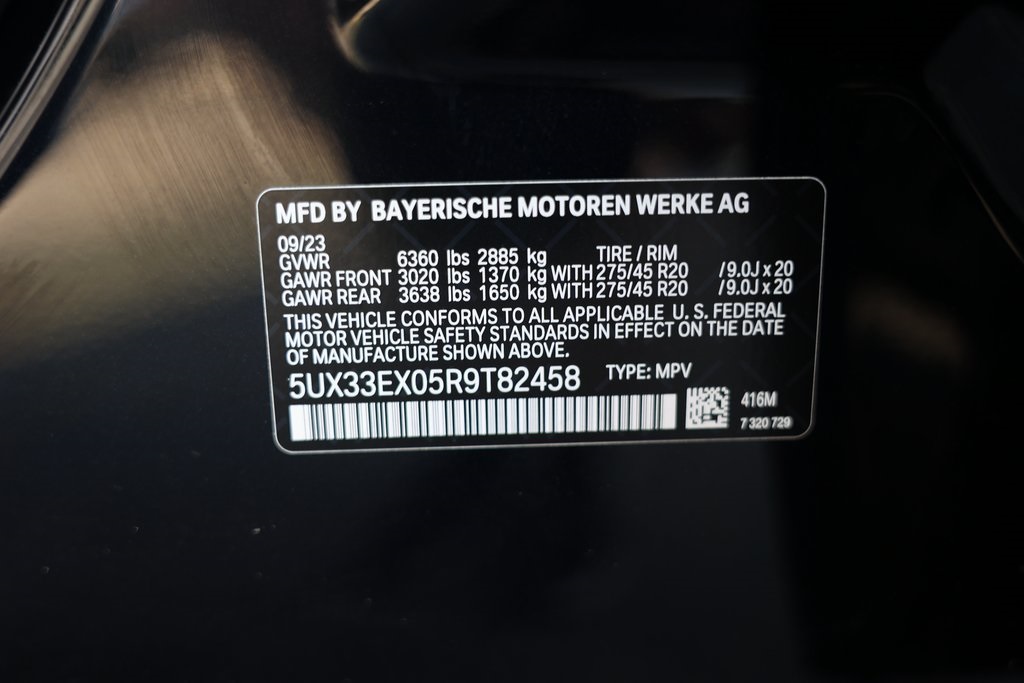 MFD BY BAYERISCHE MOTOREN WERKE AG
09/23
GVWR 6360 lbs 2885 kg TIRE / RIM
GAWR FRONT 3020 lbs 1370 kg WITH 275/45 R20 / 9.0J x 20
GAWR REAR 3638 lbs 1650 kg WITH 275/45 R20 / 9.0J x 20
THIS VEHICLE CONFORMS TO ALL APPLICABLE U. S. FEDERAL
MOTOR VEHICLE SAFETY STANDARDS IN EFFECT ON THE DATE
OF MANUFACTURE SHOWN ABOVE.
5UX33EX05R9T82458 TYPE: MPV
416M
7 320 729